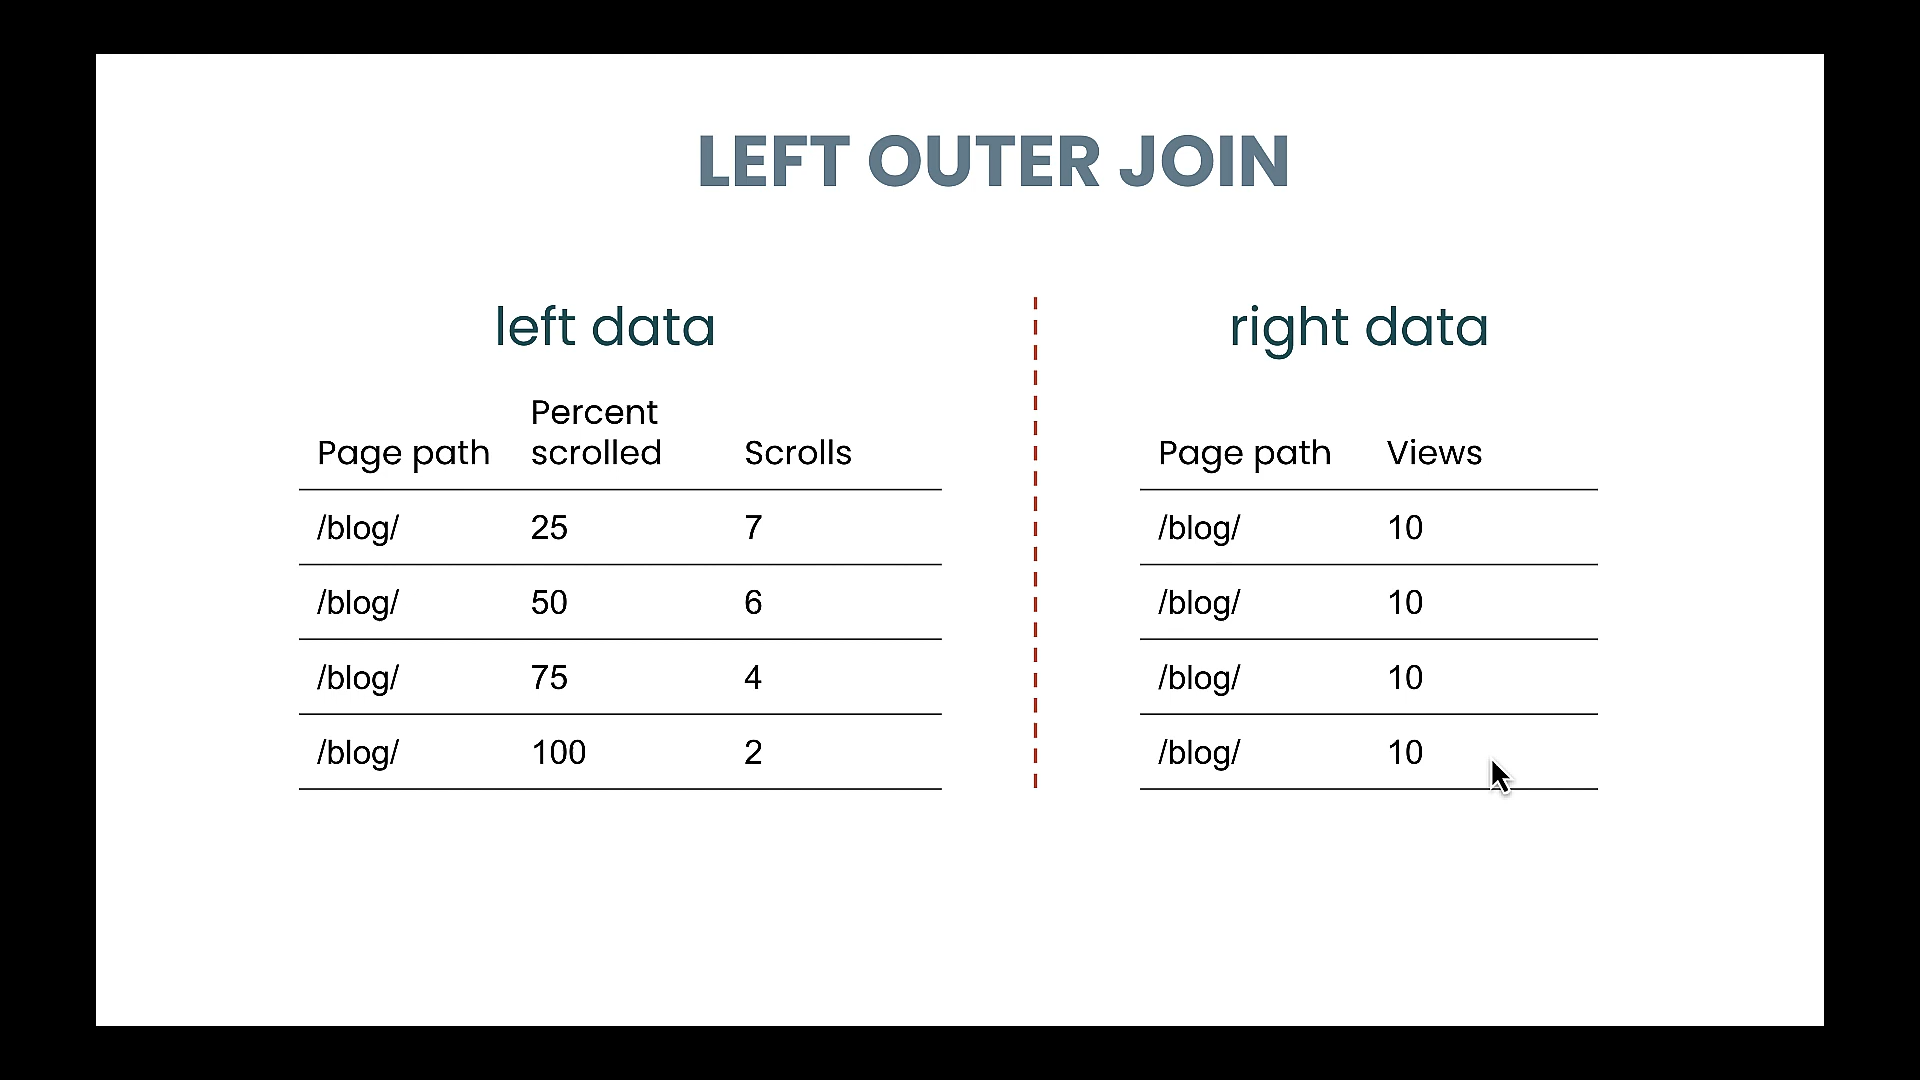 LEFT OUTER JOIN
left data
Page path Percent scrolled Scrolls
/blog/ 25 7
/blog/ 50 6
/blog/ 75 4
/blog/ 100 2
right data
Page path Views
/blog/ 10
/blog/ 10
/blog/ 10
/blog/ 10